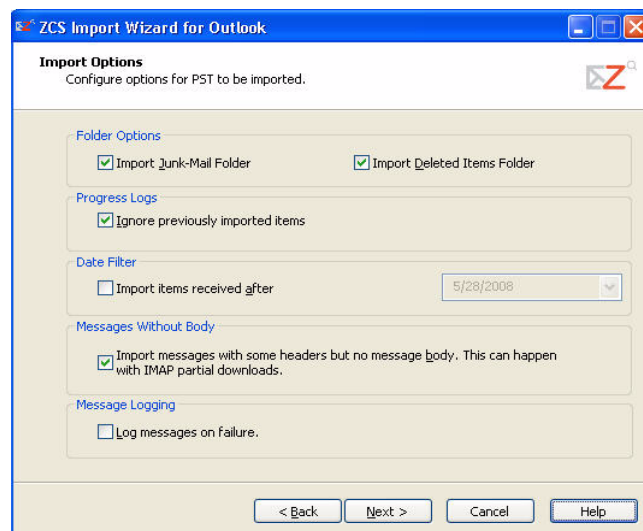 ZCS Import Wizard for Outlook
Import Options
Configure options for PST to be imported.
Folder Options
Import Junk-Mail Folder
Import Deleted Items Folder
Progress Logs
Ignore previously imported items
Date Filter
Import items received after
5/28/2008
Messages Without Body
Import messages with some headers but no message body. This can happen
with IMAP partial downloads.
Message Logging
Log messages on failure.
< Back
Next >
Cancel
Help